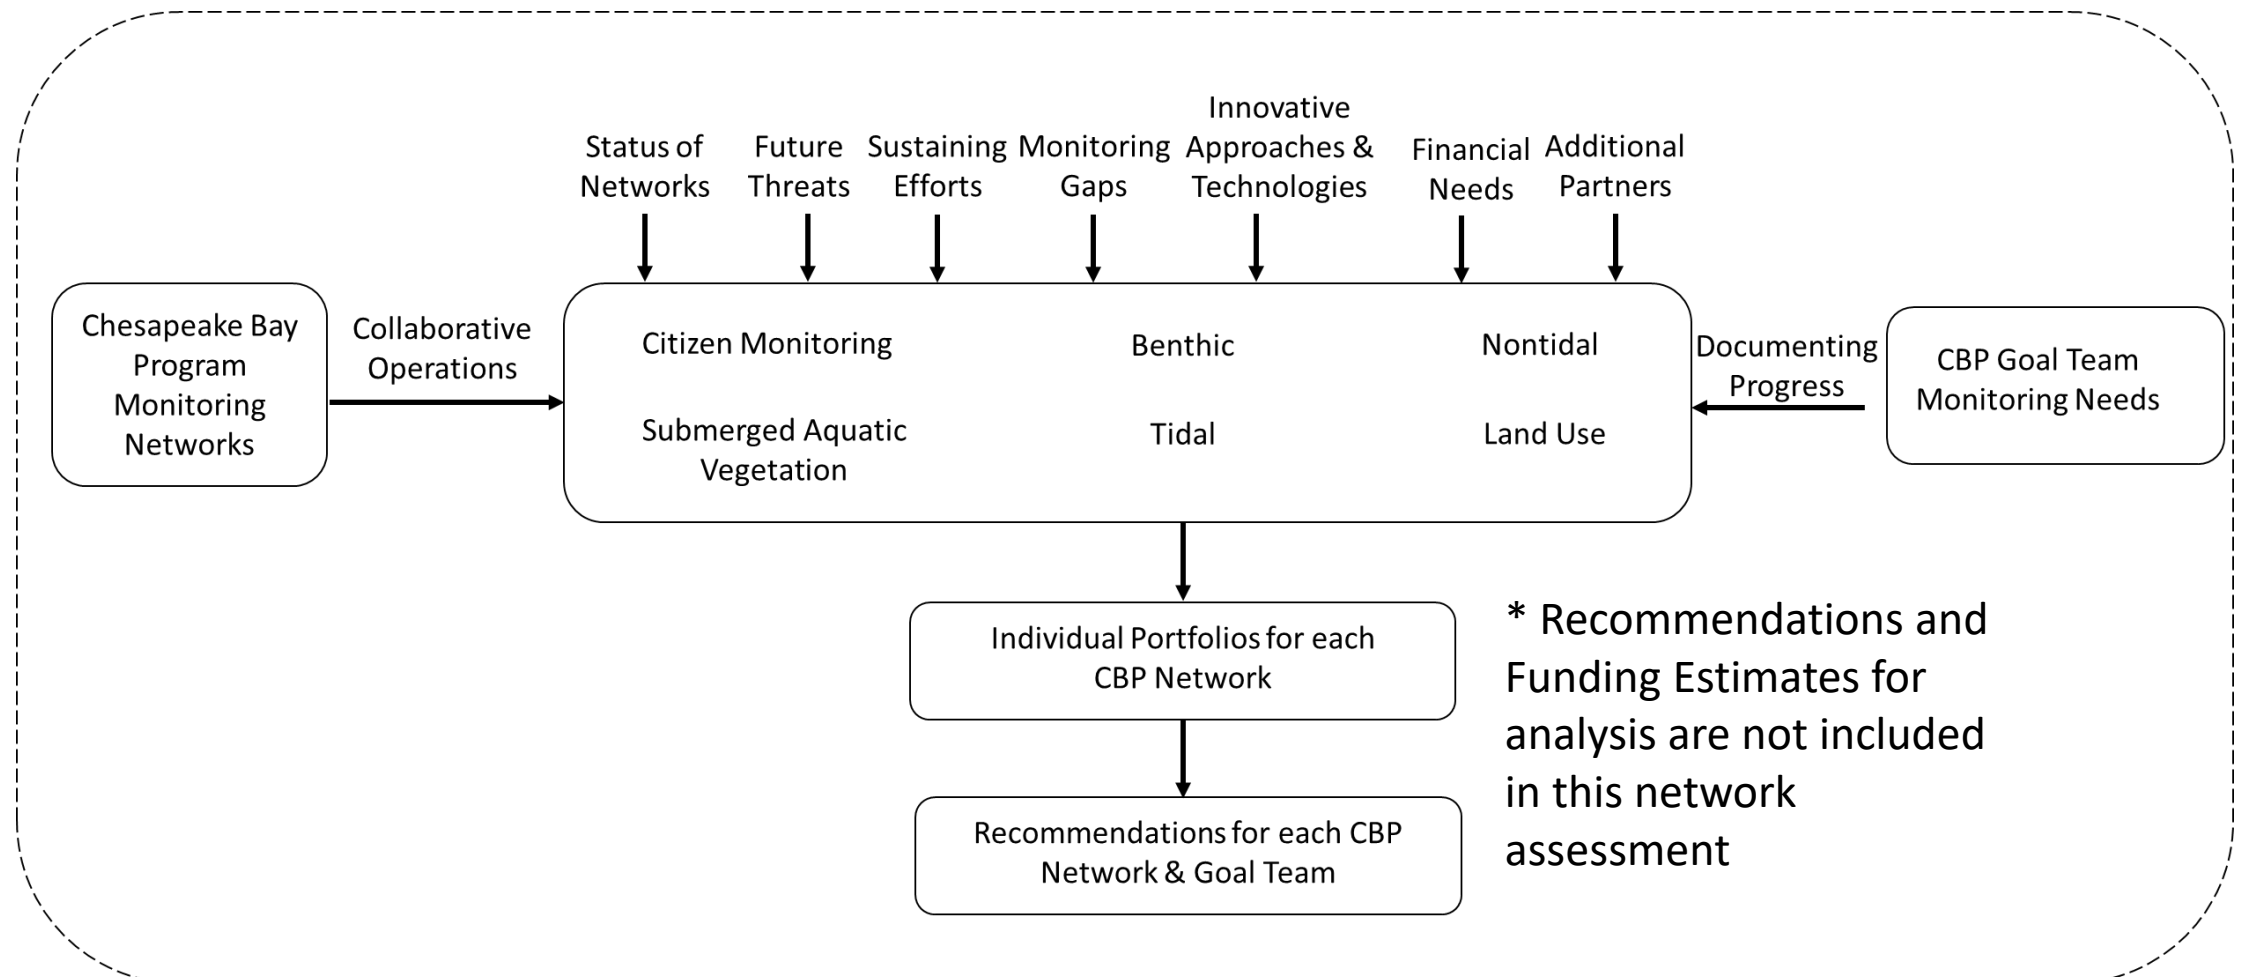 Innovative
Approaches &
Technologies
Status of
Networks
Future
Threats
Sustaining
Efforts
Monitoring
Gaps
Financial
Needs
Additional
Partners
Chesapeake Bay
Program
Monitoring
Networks
Collaborative
Operations
Citizen Monitoring
Benthic
Nontidal
Submerged Aquatic
Vegetation
Tidal
Land Use
Documenting
Progress
CBP Goal Team
Monitoring Needs
Individual Portfolios for each
CBP Network
Recommendations for each CBP
Network & Goal Team
* Recommendations and
Funding Estimates for
analysis are not included
in this network
assessment